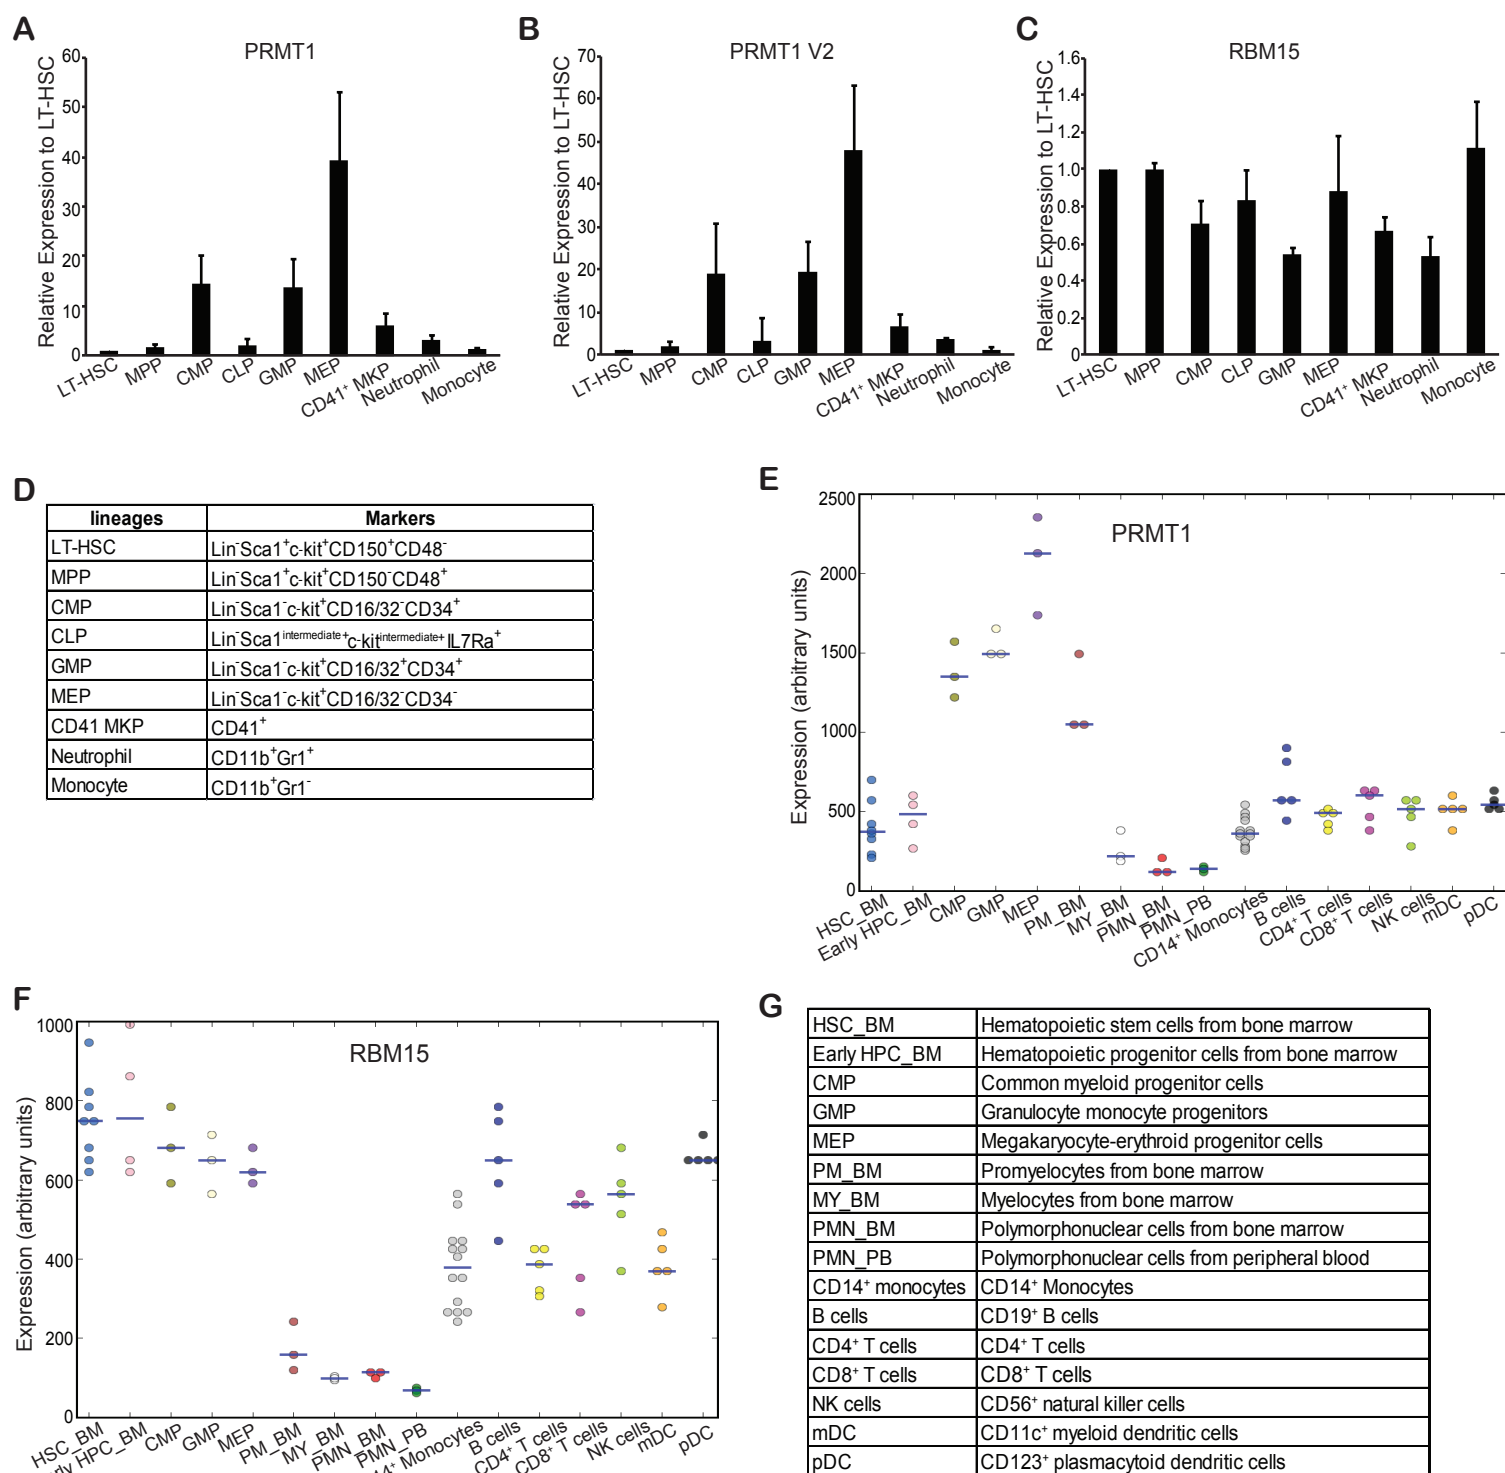 A
PRMT1
Relative Expression to LT-HSC
60
50
40
30
20
10
0
LT-HSC
MPP
CMP
CLP
GMP
MEP
CD41⁺ MKP
Neutrophil
Monocyte
B
PRMT1 V2
Relative Expression to LT-HSC
70
60
50
40
30
20
10
0
LT-HSC
MPP
CMP
CLP
GMP
MEP
CD41⁺ MKP
Neutrophil
Monocyte
C
RBM15
Relative Expression to LT-HSC
1.6
1.4
1.2
1.0
0.8
0.6
0.4
0.2
0
LT-HSC
MPP
CMP
CLP
GMP
MEP
CD41⁺ MKP
Neutrophil
Monocyte
D
lineages Markers
LT-HSC Lin⁻Sca1⁺c-kit⁺CD150⁺CD48⁻
MPP Lin⁻Sca1⁺c-kit⁺CD150⁻CD48⁺
CMP Lin⁻Sca1⁻c-kit⁺CD16/32⁻CD34⁺
CLP Lin⁻Sca1intermediate⁺c-kitintermediate⁺IL7Ra⁺
GMP Lin⁻Sca1⁻c-kit⁺CD16/32⁺CD34⁺
MEP Lin⁻Sca1⁻c-kit⁺CD16/32⁻CD34⁻
CD41 MKP CD41⁺
Neutrophil CD11b⁺Gr1⁺
Monocyte CD11b⁺Gr1⁻
E
PRMT1
Expression (arbitrary units)
2500
2000
1500
1000
500
0
HSC_BM
Early HPC_BM
CMP
GMP
MEP
PM_BM
MY_BM
PMN_BM
PMN_PB
CD14⁺ Monocytes
B cells
CD4⁺ T cells
CD8⁺ T cells
NK cells
mDC
pDC
F
RBM15
Expression (arbitrary units)
1000
800
600
400
200
0
HSC_BM
HPC_BM
CMP
GMP
MEP
PM_BM
MY_BM
PMN_BM
PMN_PB
Monocytes
B cells
CD4⁺ T cells
CD8⁺ T cells
NK cells
mDC
pDC
G
HSC_BM Hematopoietic stem cells from bone marrow
Early HPC_BM Hematopoietic progenitor cells from bone marrow
CMP Common myeloid progenitor cells
GMP Granulocyte monocyte progenitors
MEP Megakaryocyte-erythroid progenitor cells
PM_BM Promyelocytes from bone marrow
MY_BM Myelocytes from bone marrow
PMN_BM Polymorphonuclear cells from bone marrow
PMN_PB Polymorphonuclear cells from peripheral blood
CD14⁺ monocytes CD14⁺ Monocytes
B cells CD19⁺ B cells
CD4⁺ T cells CD4⁺ T cells
CD8⁺ T cells CD8⁺ T cells
NK cells CD56⁺ natural killer cells
mDC CD11c⁺ myeloid dendritic cells
pDC CD123⁺ plasmacytoid dendritic cells